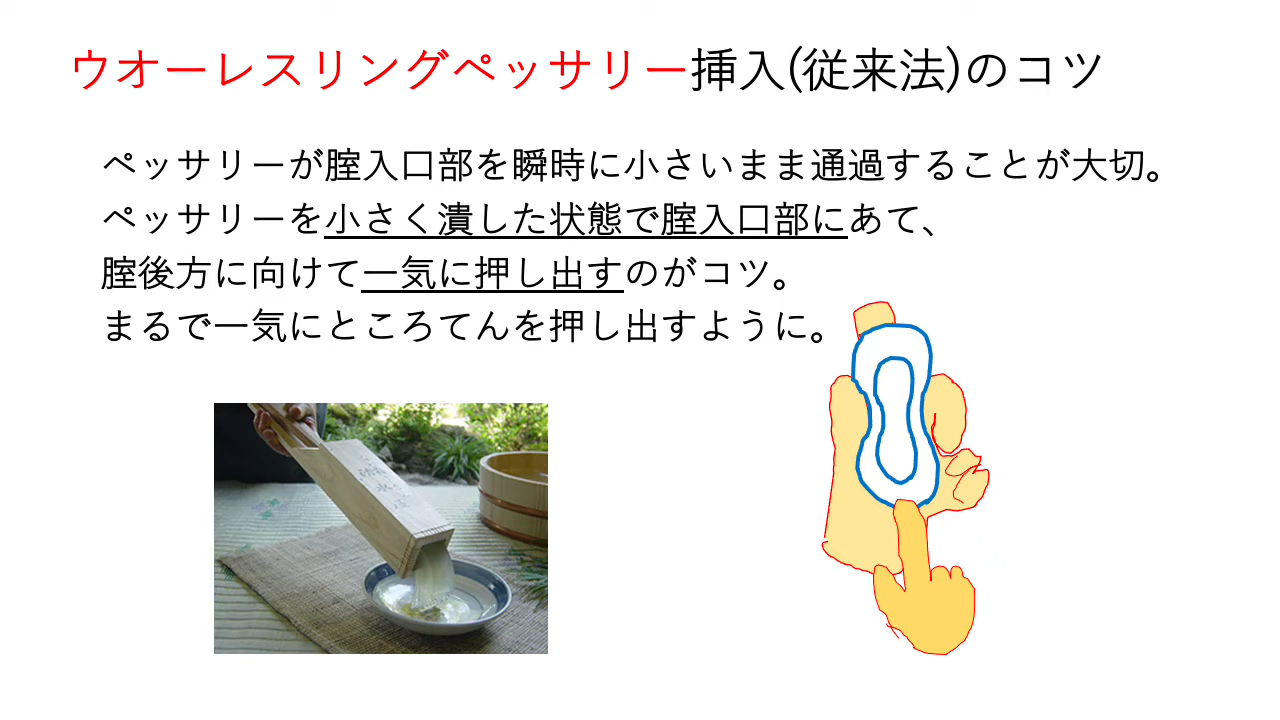 ウオーレスリングペッサリー挿入(従来法)のコツ
ペッサリーが腟入口部を瞬時に小さいまま通過することが大切。
ペッサリーを小さく潰した状態で腟入口部にあて、
腟後方に向けて一気に押し出すのがコツ。
まるで一気にところてんを押し出すように。